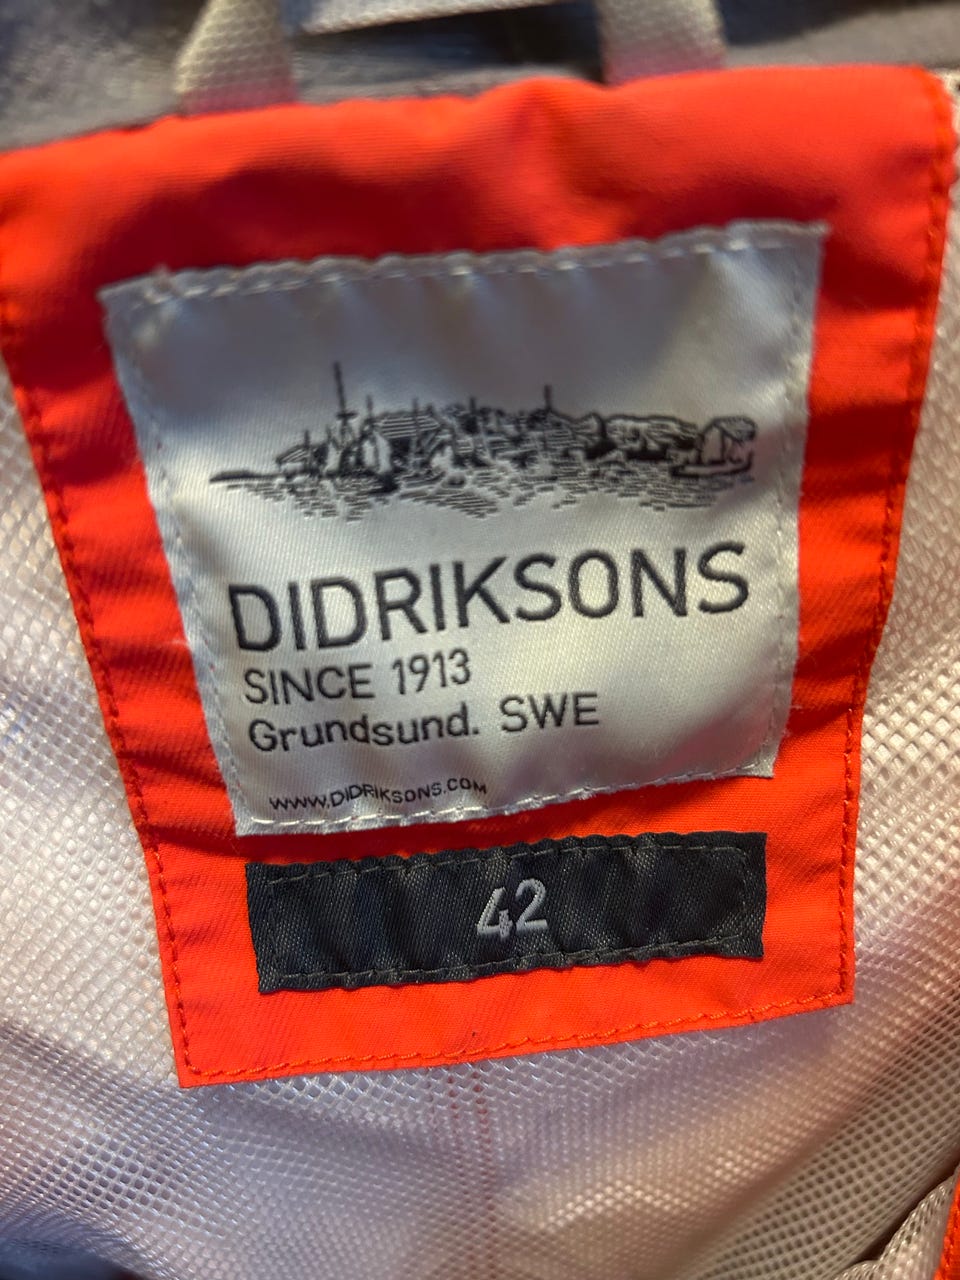 DIDRIKSONS
SINCE 1913
Grundsund. SWE
WWW.DIDRIKSONS.COM
42